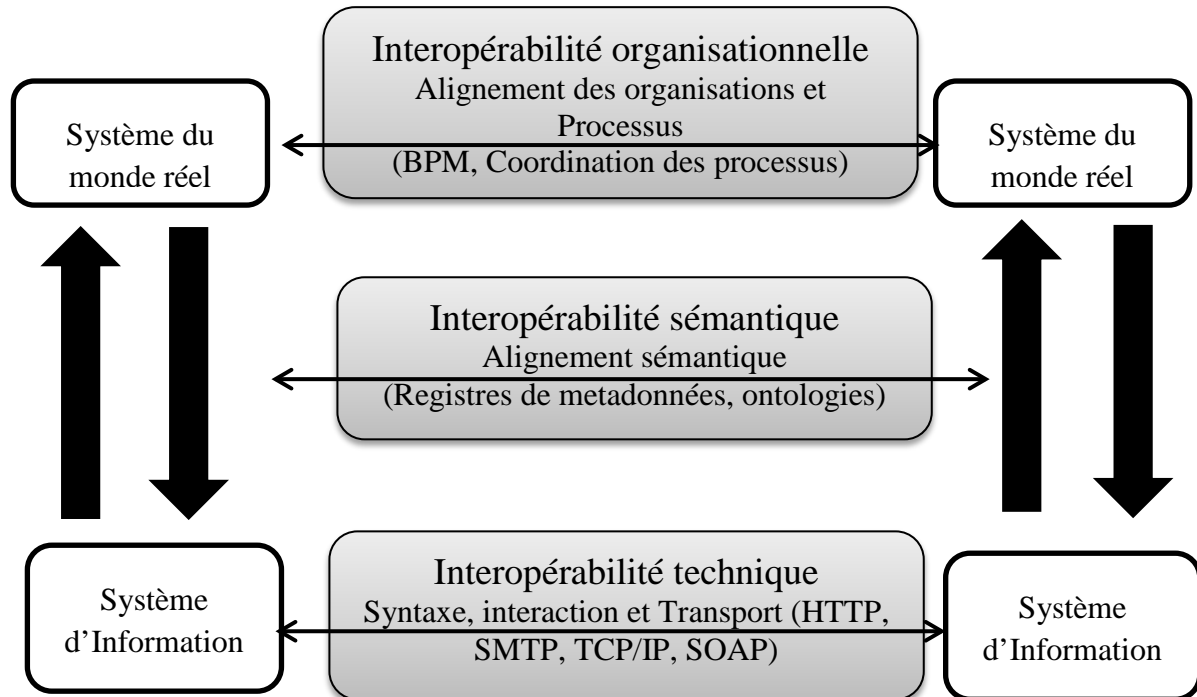 Interopérabilité organisationnelle
Alignement des organisations et
Processus
(BPM, Coordination des processus)
Système du
monde réel
Système du
monde réel
Interopérabilité sémantique
Alignement sémantique
(Registres de metadonnées, ontologies)
Interopérabilité technique
Syntaxe, interaction et Transport (HTTP,
SMTP, TCP/IP, SOAP)
Système
d’Information
Système
d’Information